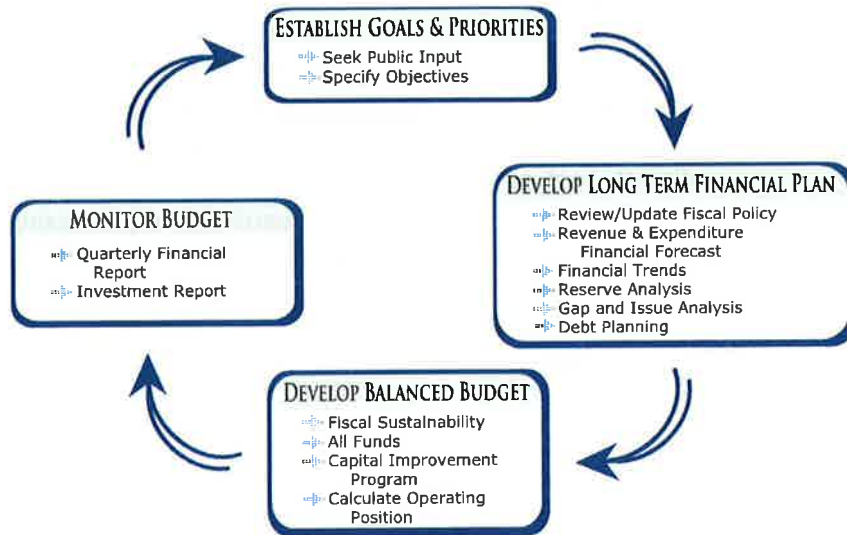 ESTABLISH GOALS & PRIORITIES
Seek Public Input
Specify Objectives
DEVELOP LONG TERM FINANCIAL PLAN
Review/Update Fiscal Policy
Revenue & Expenditure
Financial Forecast
Financial Trends
Reserve Analysis
Gap and Issue Analysis
Debt Planning
DEVELOP BALANCED BUDGET
Fiscal Sustainability
All Funds
Capital Improvement
Program
Calculate Operating
Position
MONITOR BUDGET
Quarterly Financial
Report
Investment Report